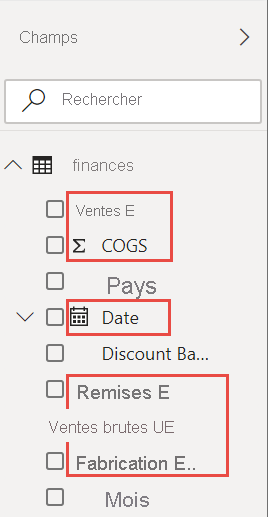 Champs
Rechercher
finances
Ventes E
Σ COGS
Pays
Date
Discount Ba...
Remises E
Ventes brutes UE
Fabrication E..
Mois